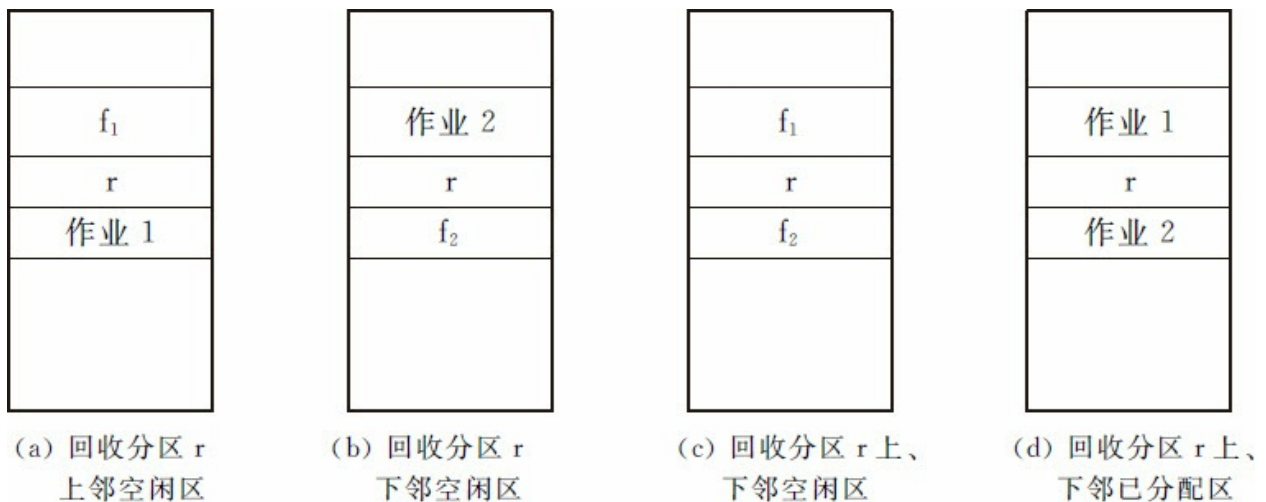 f₁
r
作业 1
(a) 回收分区 r
上邻空闲区
作业 2
r
f₂
(b) 回收分区 r
下邻空闲区
f₁
r
f₂
(c) 回收分区 r 上、
下邻空闲区
作业 1
r
作业 2
(d) 回收分区 r 上、
下邻已分配区